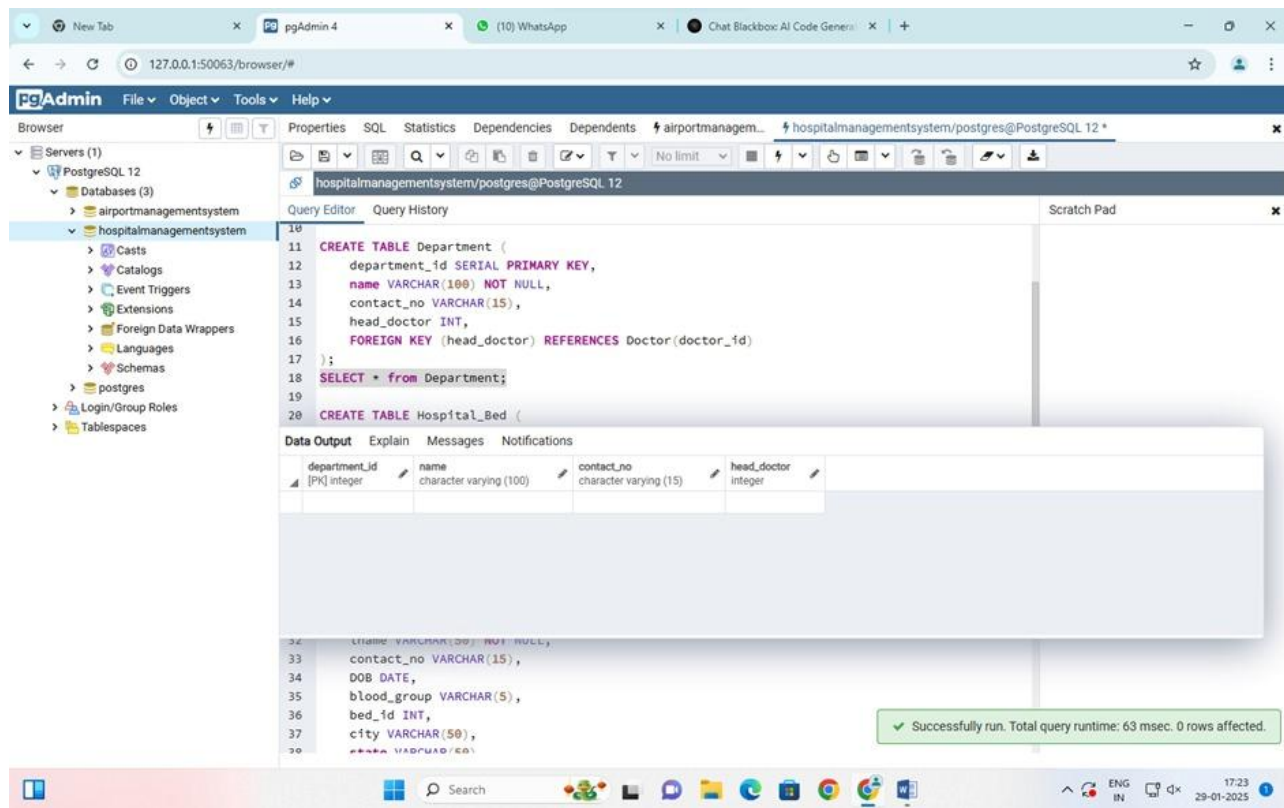 New Tab
pgAdmin 4
(10) WhatsApp
Chat Blackbox: AI Code Genera
127.0.0.1:50063/browser/#
PgAdmin File Object Tools Help
Browser
Properties SQL Statistics Dependencies Dependents airportmanagem... hospitalmanagementsystem/postgres@PostgreSQL 12 *
Servers (1)
PostgreSQL 12
Databases (3)
airportmanagementsystem
hospitalmanagementsystem
Casts
Catalogs
Event Triggers
Extensions
Foreign Data Wrappers
Languages
Schemas
postgres
Login/Group Roles
Tablespaces
No limit
hospitalmanagementsystem/postgres@PostgreSQL 12
Query Editor Query History
Scratch Pad
10
11 CREATE TABLE Department (
12 department_id SERIAL PRIMARY KEY,
13 name VARCHAR(100) NOT NULL,
14 contact_no VARCHAR(15),
15 head_doctor INT,
16 FOREIGN KEY (head_doctor) REFERENCES Doctor(doctor_id)
17 );
18 SELECT * from Department;
19
20 CREATE TABLE Hospital_Bed (
Data Output Explain Messages Notifications
department_id name contact_no head_doctor
[PK] integer character varying (100) character varying (15) integer
32 lname VARCHAR(50) NOT NULL,
33 contact_no VARCHAR(15),
34 DOB DATE,
35 blood_group VARCHAR(5),
36 bed_id INT,
37 city VARCHAR(50),
38 state VARCHAR(50)
Successfully run. Total query runtime: 63 msec. 0 rows affected.
Search
ENG
IN
17:23
29-01-2025
1